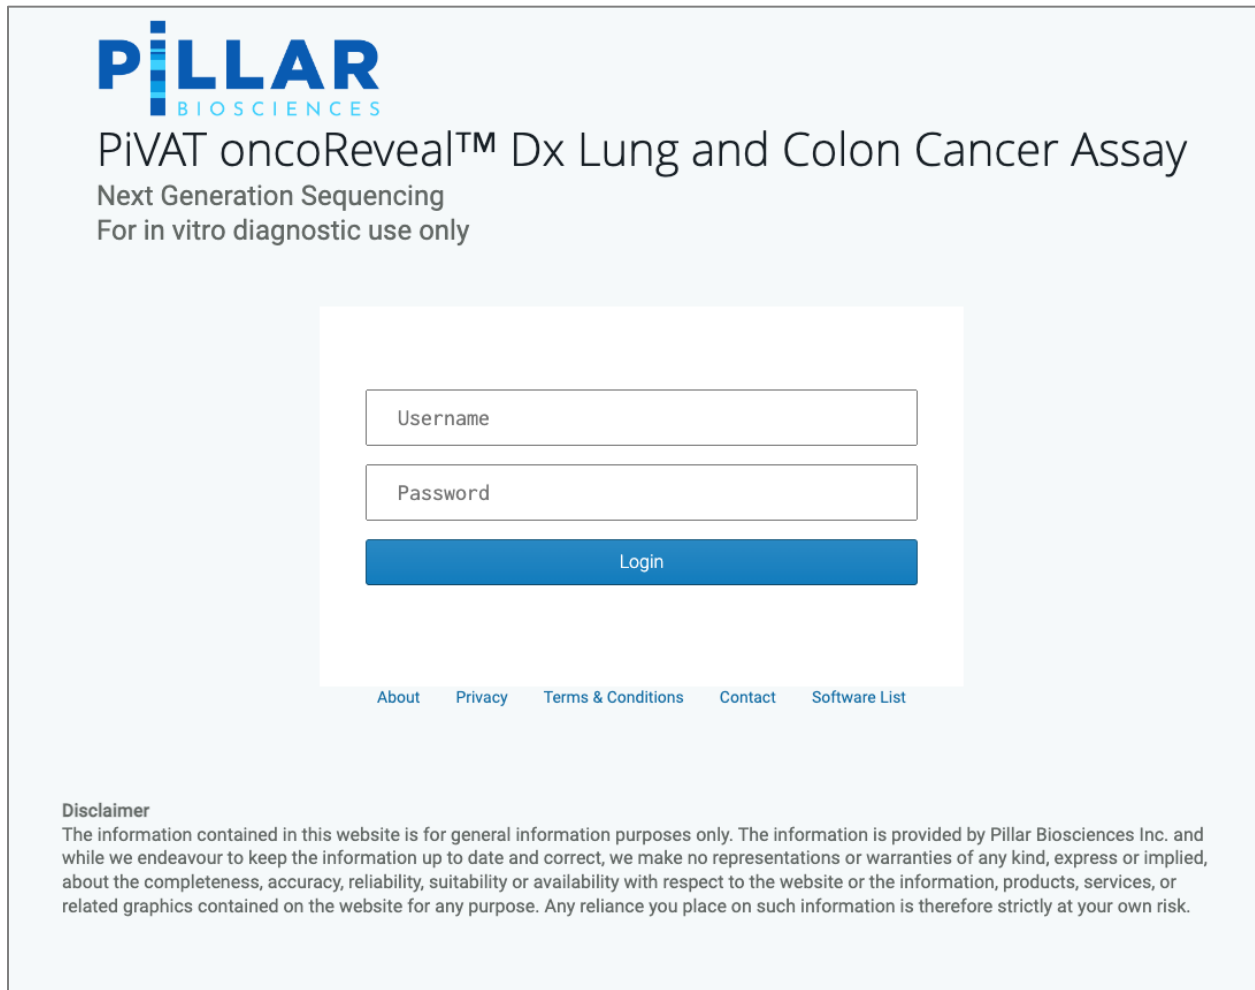 PiLLAR
BIOSCIENCES
PiVAT oncoReveal™ Dx Lung and Colon Cancer Assay
Next Generation Sequencing
For in vitro diagnostic use only
Username
Password
Login
About Privacy Terms & Conditions Contact Software List
Disclaimer
The information contained in this website is for general information purposes only. The information is provided by Pillar Biosciences Inc. and
while we endeavour to keep the information up to date and correct, we make no representations or warranties of any kind, express or implied,
about the completeness, accuracy, reliability, suitability or availability with respect to the website or the information, products, services, or
related graphics contained on the website for any purpose. Any reliance you place on such information is therefore strictly at your own risk.